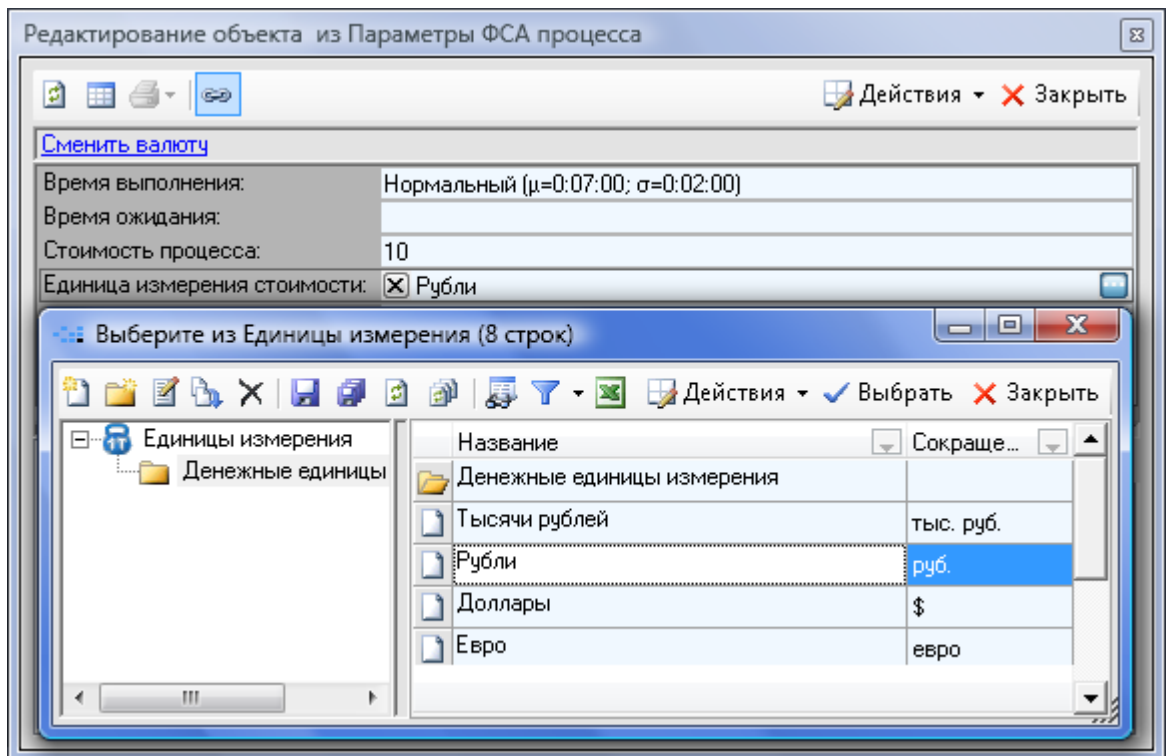 Редактирование объекта из Параметры ФСА процесса
Действия Закрыть
Сменить валюту
Время выполнения: Нормальный (μ=0:07:00; σ=0:02:00)
Время ожидания:
Стоимость процесса: 10
Единица измерения стоимости: Рубли
Выберите из Единицы измерения (8 строк)
Действия Выбрать Закрыть
Единицы измерения
Денежные единицы
Название Сокраще...
Денежные единицы измерения
Тысячи рублей тыс. руб.
Рубли руб.
Доллары $
Евро евро